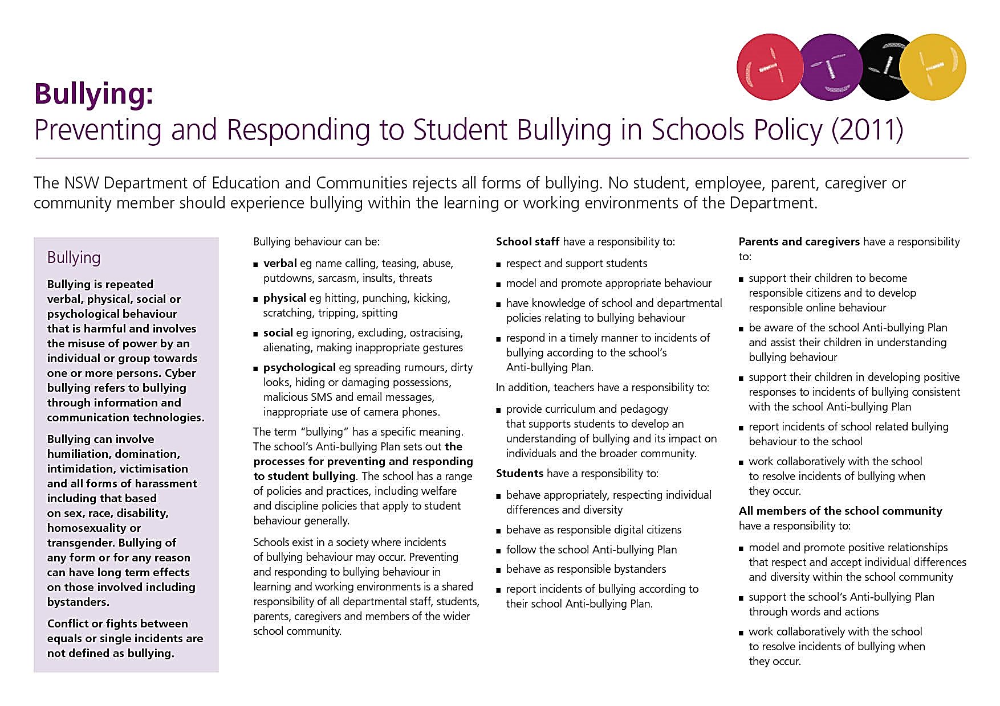 Bullying:
Preventing and Responding to Student Bullying in Schools Policy (2011)
The NSW Department of Education and Communities rejects all forms of bullying. No student, employee, parent, caregiver or
community member should experience bullying within the learning or working environments of the Department.
Bullying
Bullying is repeated
verbal, physical, social or
psychological behaviour
that is harmful and involves
the misuse of power by an
individual or group towards
one or more persons. Cyber
bullying refers to bullying
through information and
communication technologies.
Bullying can involve
humiliation, domination,
intimidation, victimisation
and all forms of harassment
including that based
on sex, race, disability,
homosexuality or
transgender. Bullying of
any form or for any reason
can have long term effects
on those involved including
bystanders.
Conflict or fights between
equals or single incidents are
not defined as bullying.
Bullying behaviour can be:
■ verbal eg name calling, teasing, abuse,
putdowns, sarcasm, insults, threats
■ physical eg hitting, punching, kicking,
scratching, tripping, spitting
■ social eg ignoring, excluding, ostracising,
alienating, making inappropriate gestures
■ psychological eg spreading rumours, dirty
looks, hiding or damaging possessions,
malicious SMS and email messages,
inappropriate use of camera phones.
The term “bullying” has a specific meaning.
The school’s Anti-bullying Plan sets out the
processes for preventing and responding
to student bullying. The school has a range
of policies and practices, including welfare
and discipline policies that apply to student
behaviour generally.
Schools exist in a society where incidents
of bullying behaviour may occur. Preventing
and responding to bullying behaviour in
learning and working environments is a shared
responsibility of all departmental staff, students,
parents, caregivers and members of the wider
school community.
School staff have a responsibility to:
■ respect and support students
■ model and promote appropriate behaviour
■ have knowledge of school and departmental
policies relating to bullying behaviour
■ respond in a timely manner to incidents of
bullying according to the school’s
Anti-bullying Plan.
In addition, teachers have a responsibility to:
■ provide curriculum and pedagogy
that supports students to develop an
understanding of bullying and its impact on
individuals and the broader community.
Students have a responsibility to:
■ behave appropriately, respecting individual
differences and diversity
■ behave as responsible digital citizens
■ follow the school Anti-bullying Plan
■ behave as responsible bystanders
■ report incidents of bullying according to
their school Anti-bullying Plan.
Parents and caregivers have a responsibility
to:
■ support their children to become
responsible citizens and to develop
responsible online behaviour
■ be aware of the school Anti-bullying Plan
and assist their children in understanding
bullying behaviour
■ support their children in developing positive
responses to incidents of bullying consistent
with the school Anti-bullying Plan
■ report incidents of school related bullying
behaviour to the school
■ work collaboratively with the school
to resolve incidents of bullying when
they occur.
All members of the school community
have a responsibility to:
■ model and promote positive relationships
that respect and accept individual differences
and diversity within the school community
■ support the school’s Anti-bullying Plan
through words and actions
■ work collaboratively with the school
to resolve incidents of bullying when
they occur.